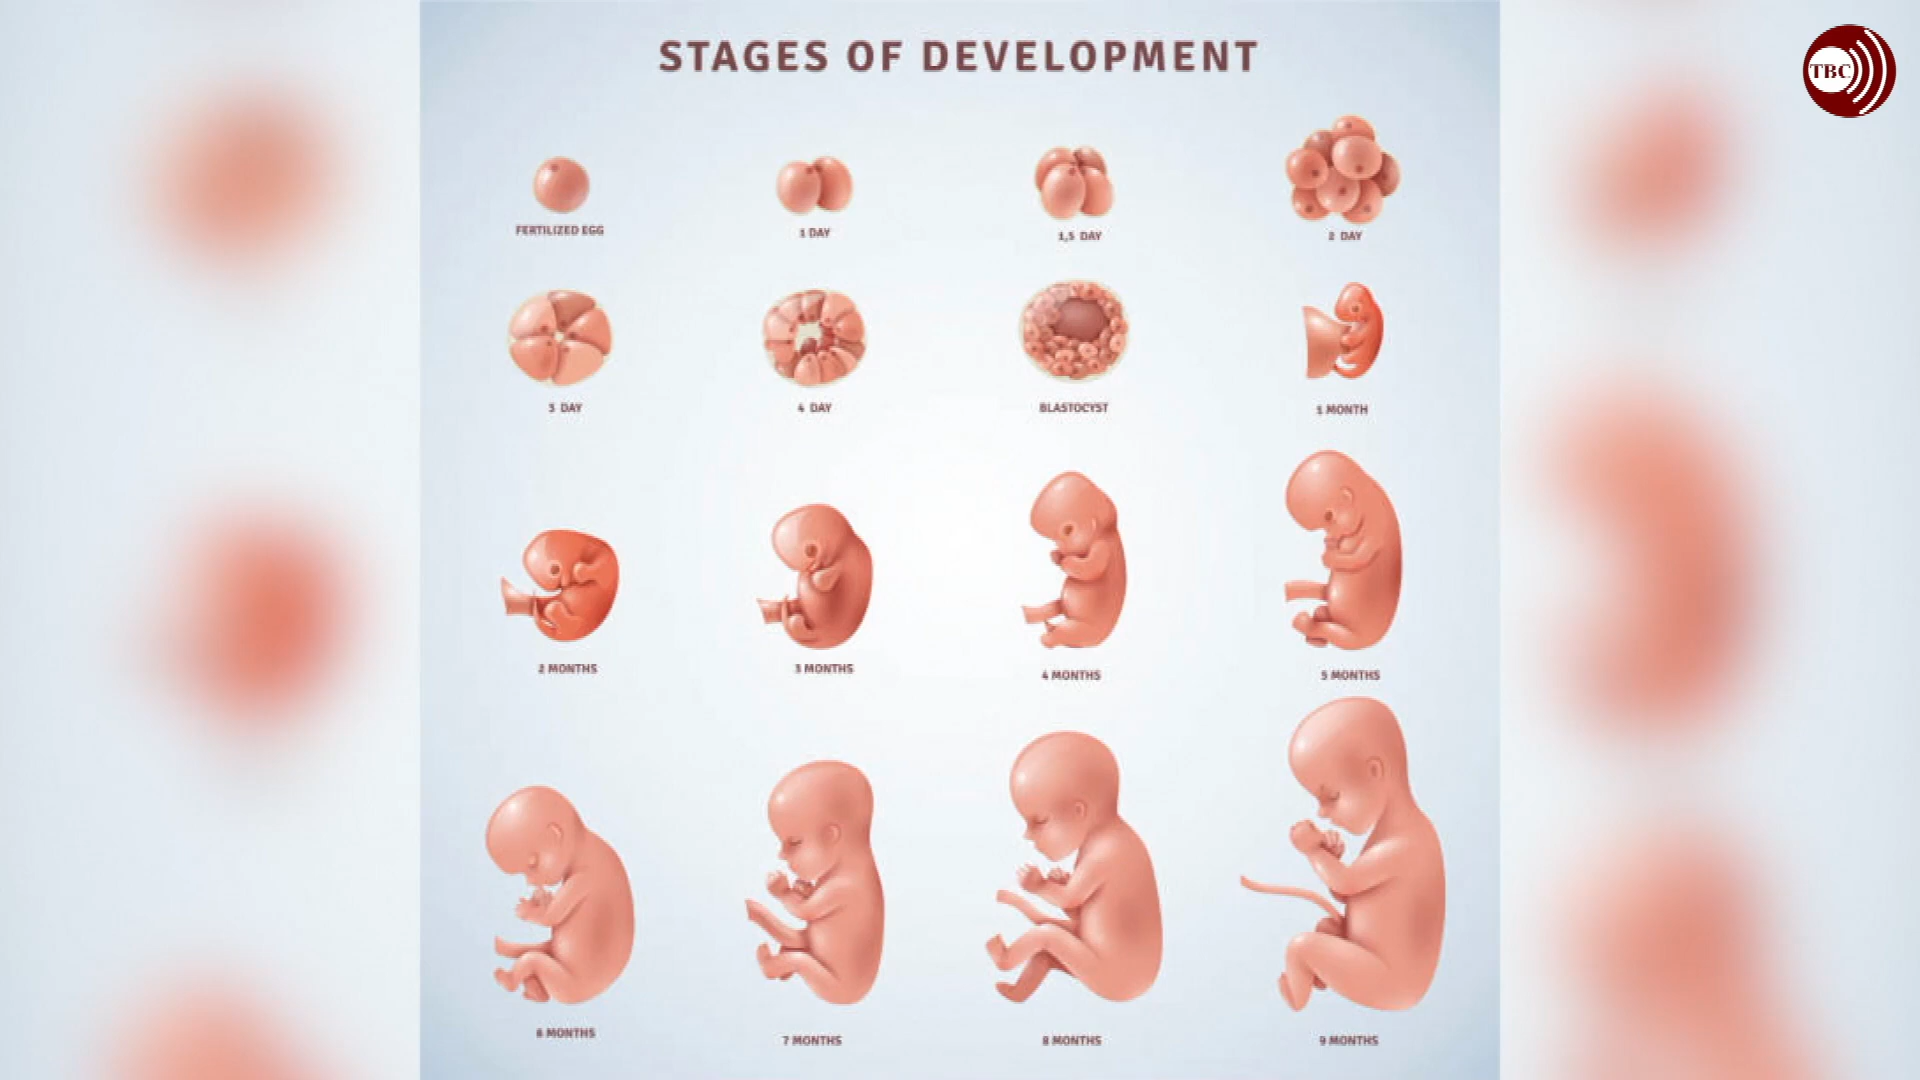 STAGES OF DEVELOPMENT
TBC
FERTILIZED EGG
1 DAY
1,5 DAY
2 DAY
3 DAY
4 DAY
BLASTOCYST
1 MONTH
2 MONTHS
3 MONTHS
4 MONTHS
5 MONTHS
6 MONTHS
7 MONTHS
8 MONTHS
9 MONTHS